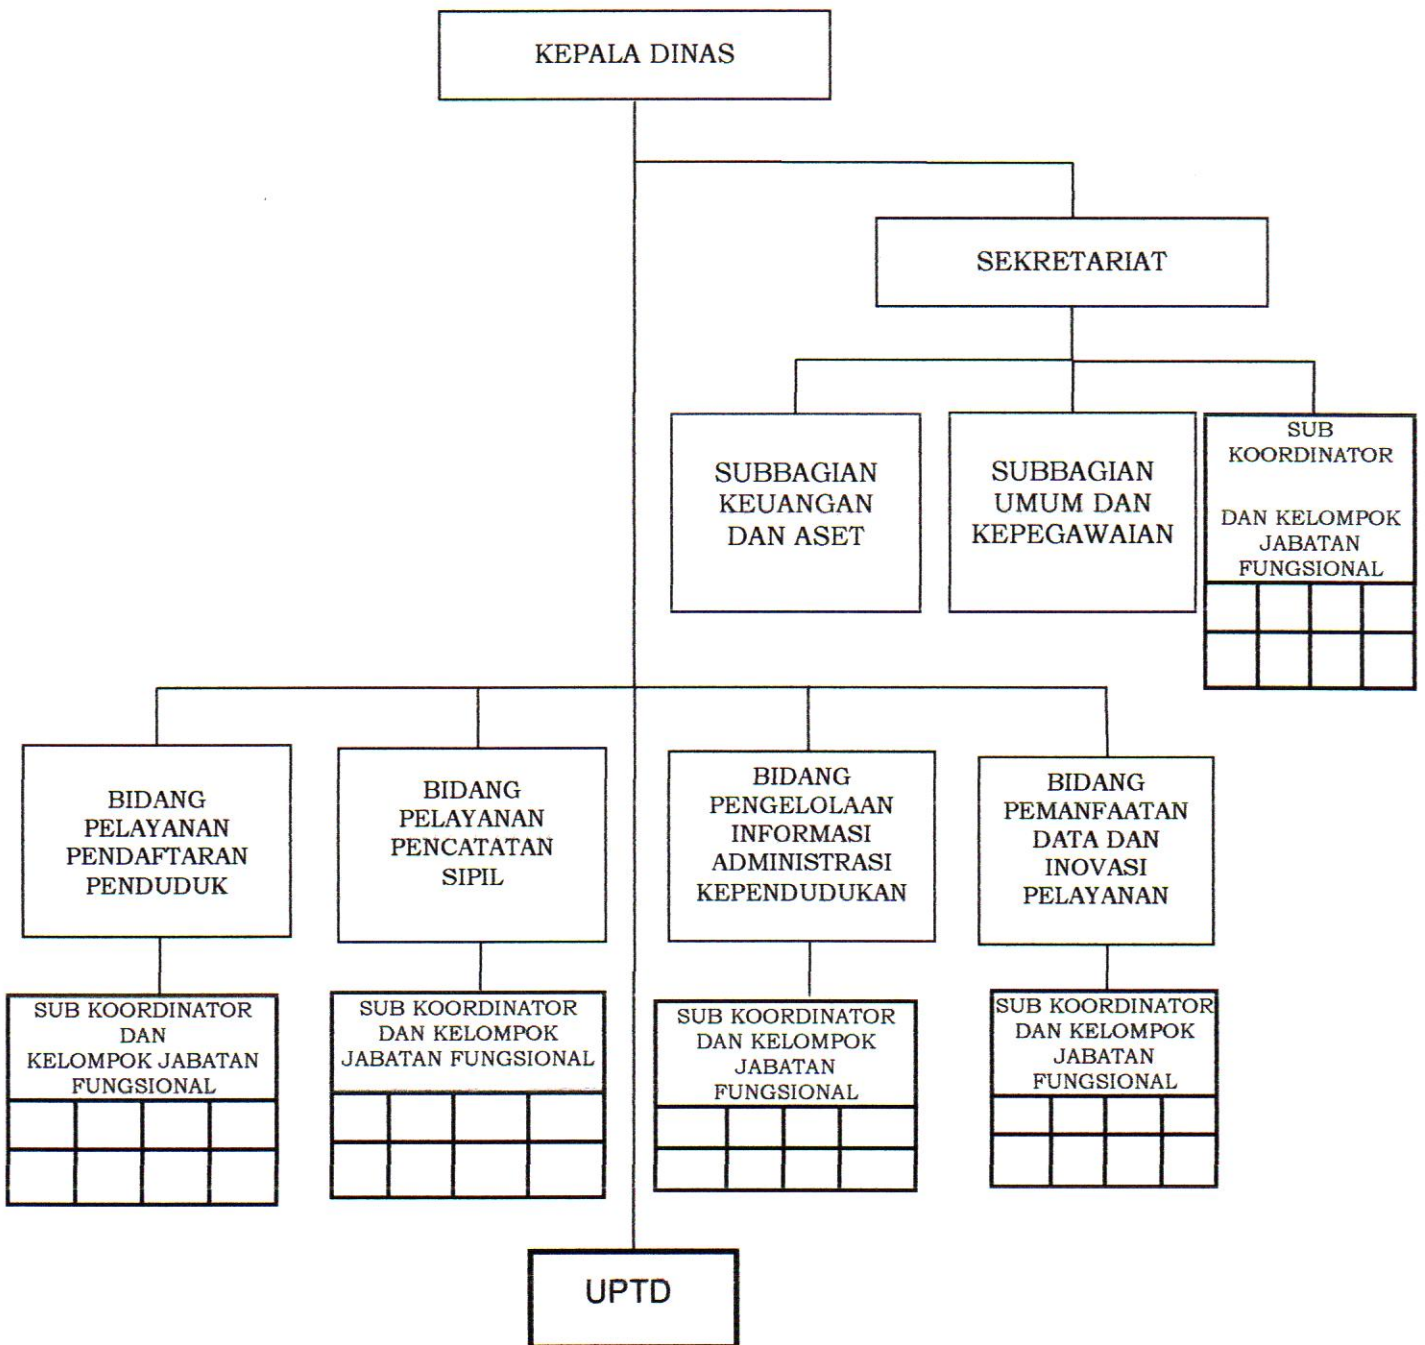 KEPALA DINAS
SEKRETARIAT
SUBBAGIAN
KEUANGAN
DAN ASET
SUBBAGIAN
UMUM DAN
KEPEGAWAIAN
SUB
KOORDINATOR
DAN KELOMPOK
JABATAN
FUNGSIONAL
BIDANG
PELAYANAN
PENDAFTARAN
PENDUDUK
BIDANG
PELAYANAN
PENCATATAN
SIPIL
BIDANG
PENGELOLAAN
INFORMASI
ADMINISTRASI
KEPENDUDUKAN
BIDANG
PEMANFAATAN
DATA DAN
INOVASI
PELAYANAN
SUB KOORDINATOR
DAN
KELOMPOK JABATAN
FUNGSIONAL
SUB KOORDINATOR
DAN KELOMPOK
JABATAN FUNGSIONAL
SUB KOORDINATOR
DAN KELOMPOK
JABATAN
FUNGSIONAL
SUB KOORDINATOR
DAN KELOMPOK
JABATAN
FUNGSIONAL
UPTD